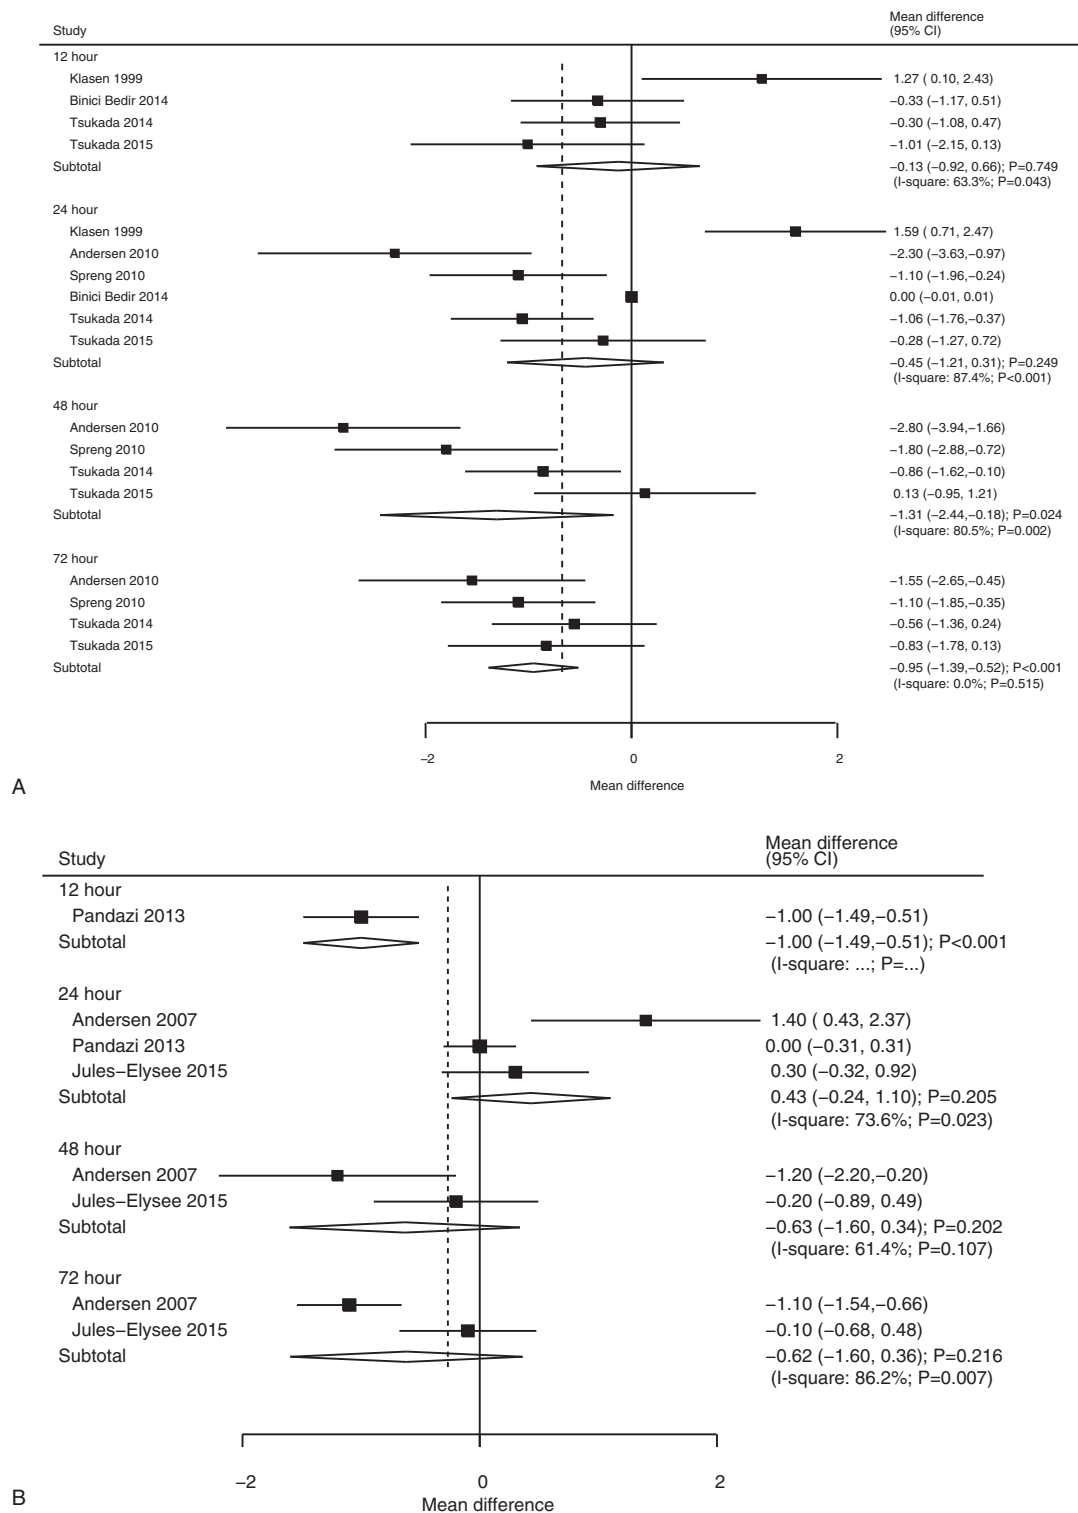 Study Mean difference
(95% CI)
12 hour
Klasen 1999 1.27 ( 0.10, 2.43)
Binici Bedir 2014 −0.33 (−1.17, 0.51)
Tsukada 2014 −0.30 (−1.08, 0.47)
Tsukada 2015 −1.01 (−2.15, 0.13)
Subtotal −0.13 (−0.92, 0.66); P=0.749
(I-square: 63.3%; P=0.043)
24 hour
Klasen 1999 1.59 ( 0.71, 2.47)
Andersen 2010 −2.30 (−3.63,−0.97)
Spreng 2010 −1.10 (−1.96,−0.24)
Binici Bedir 2014 0.00 (−0.01, 0.01)
Tsukada 2014 −1.06 (−1.76,−0.37)
Tsukada 2015 −0.28 (−1.27, 0.72)
Subtotal −0.45 (−1.21, 0.31); P=0.249
(I-square: 87.4%; P<0.001)
48 hour
Andersen 2010 −2.80 (−3.94,−1.66)
Spreng 2010 −1.80 (−2.88,−0.72)
Tsukada 2014 −0.86 (−1.62,−0.10)
Tsukada 2015 0.13 (−0.95, 1.21)
Subtotal −1.31 (−2.44,−0.18); P=0.024
(I-square: 80.5%; P=0.002)
72 hour
Andersen 2010 −1.55 (−2.65,−0.45)
Spreng 2010 −1.10 (−1.85,−0.35)
Tsukada 2014 −0.56 (−1.36, 0.24)
Tsukada 2015 −0.83 (−1.78, 0.13)
Subtotal −0.95 (−1.39,−0.52); P<0.001
(I-square: 0.0%; P=0.515)
−2 0 2
Mean difference
A
Study Mean difference
(95% CI)
12 hour
Pandazi 2013 −1.00 (−1.49,−0.51)
Subtotal −1.00 (−1.49,−0.51); P<0.001
(I-square: ...; P=...)
24 hour
Andersen 2007 1.40 ( 0.43, 2.37)
Pandazi 2013 0.00 (−0.31, 0.31)
Jules−Elysee 2015 0.30 (−0.32, 0.92)
Subtotal 0.43 (−0.24, 1.10); P=0.205
(I-square: 73.6%; P=0.023)
48 hour
Andersen 2007 −1.20 (−2.20,−0.20)
Jules−Elysee 2015 −0.20 (−0.89, 0.49)
Subtotal −0.63 (−1.60, 0.34); P=0.202
(I-square: 61.4%; P=0.107)
72 hour
Andersen 2007 −1.10 (−1.54,−0.66)
Jules−Elysee 2015 −0.10 (−0.68, 0.48)
Subtotal −0.62 (−1.60, 0.36); P=0.216
(I-square: 86.2%; P=0.007)
−2 0 2
Mean difference
B